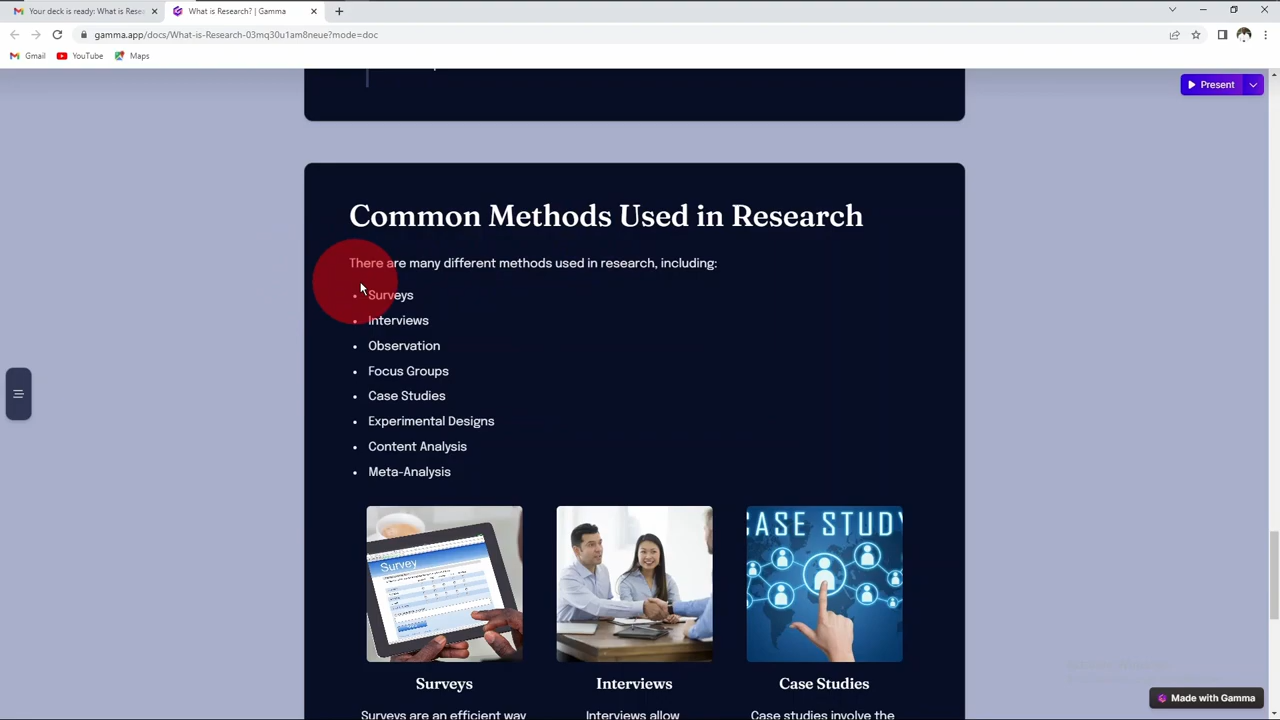 Your deck is ready: What is Rese
What is Research? | Gamma
gamma.app/docs/What-is-Research-03mq30u1am8neue?mode=doc
Gmail
YouTube
Maps
Present
Common Methods Used in Research
There are many different methods used in research, including:
• Surveys
• Interviews
• Observation
• Focus Groups
• Case Studies
• Experimental Designs
• Content Analysis
• Meta-Analysis
Survey
CASE STUDY
Surveys
Interviews
Case Studies
Surveys are an efficient way
Interviews allow
Case studies involve the
Made with Gamma